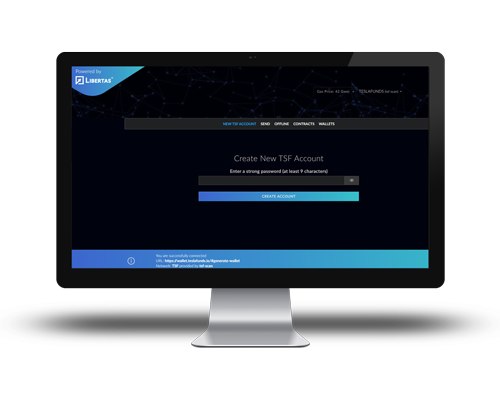 Powered by
LIBERTAS
Gas Price: 42 Gwei
TESLAFUNDS tsf-scan
NEW TSF ACCOUNT SEND OFFLINE CONTRACTS WALLETS
Create New TSF Account
Enter a strong password (at least 9 characters)
CREATE ACCOUNT
You are successfully connected
URL: https://wallet.teslafunds.io/#generate-wallet
Network: TSF provided by tsf-scan